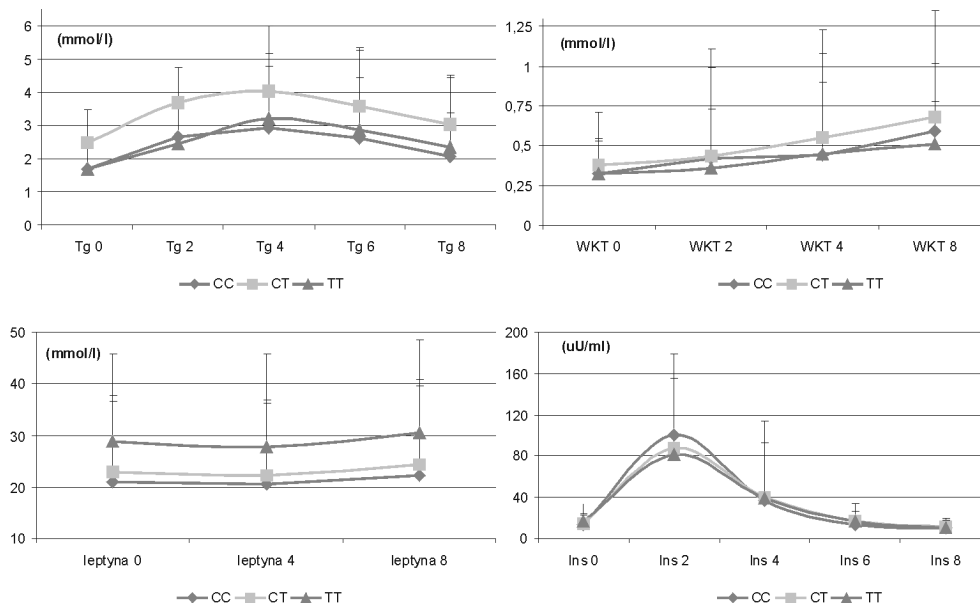 6
(mmol/l)
5
4
3
2
1
0
Tg 0 Tg 2 Tg 4 Tg 6 Tg 8
CC CT TT
1,25
(mmol/l)
1
0,75
0,5
0,25
0
WKT 0 WKT 2 WKT 4 WKT 8
CC CT TT
50
(mmol/l)
40
30
20
10
leptyna 0 leptyna 4 leptyna 8
CC CT TT
200
(uU/ml)
160
120
80
40
0
Ins 0 Ins 2 Ins 4 Ins 6 Ins 8
CC CT TT